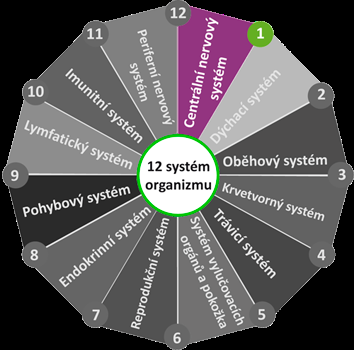 12
1
2
3
4
5
6
7
8
9
10
11
Centrální nervový
systém
Dýchací systém
Oběhový systém
Krvetvorný systém
Trávící systém
Systém vylučovacích
orgánů a pokožka
Reprodukční systém
Endokrinní systém
Pohybový systém
Lymfatický systém
Imunitní systém
Periferní nervový
systém
12 systém
organizmu